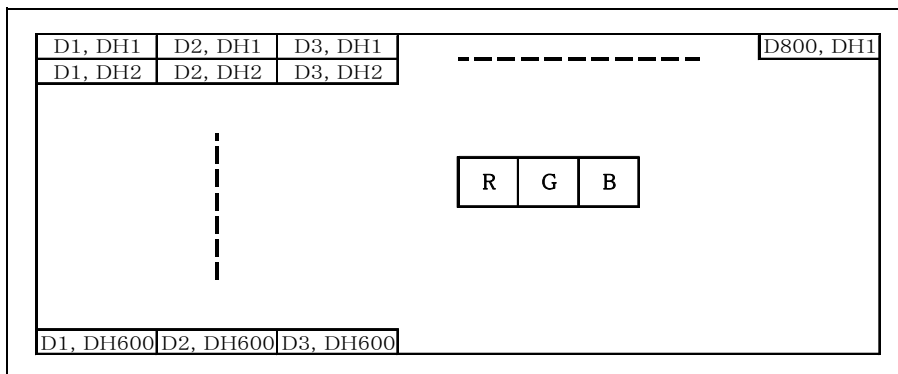 D1, DH1 D2, DH1 D3, DH1 D800, DH1
D1, DH2 D2, DH2 D3, DH2
R G B
D1, DH600 D2, DH600 D3, DH600